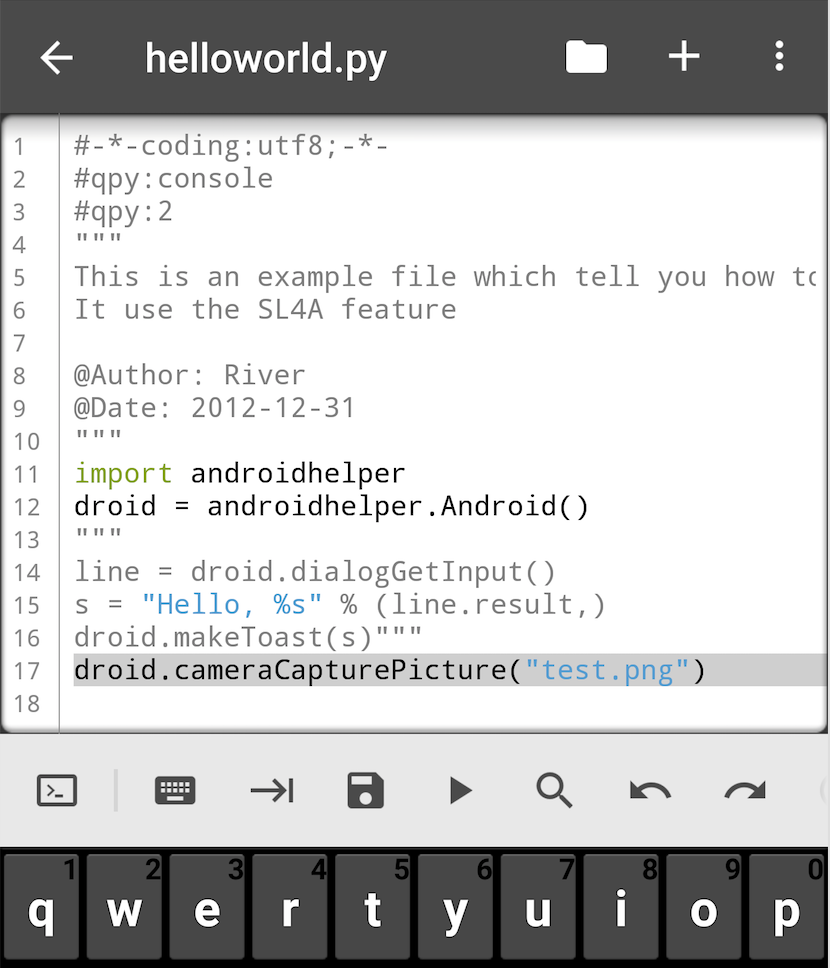 helloworld.py
1 #-*-coding:utf8;-*-
2 #qpy:console
3 #qpy:2
4 """
5 This is an example file which tell you how to
6 It use the SL4A feature
7
8 @Author: River
9 @Date: 2012-12-31
10 """
11 import androidhelper
12 droid = androidhelper.Android()
13 """
14 line = droid.dialogGetInput()
15 s = "Hello, %s" % (line.result,)
16 droid.makeToast(s)"""
17 droid.cameraCapturePicture("test.png")
18
1 2 3 4 5 6 7 8 9 0
q w e r t y u i o p